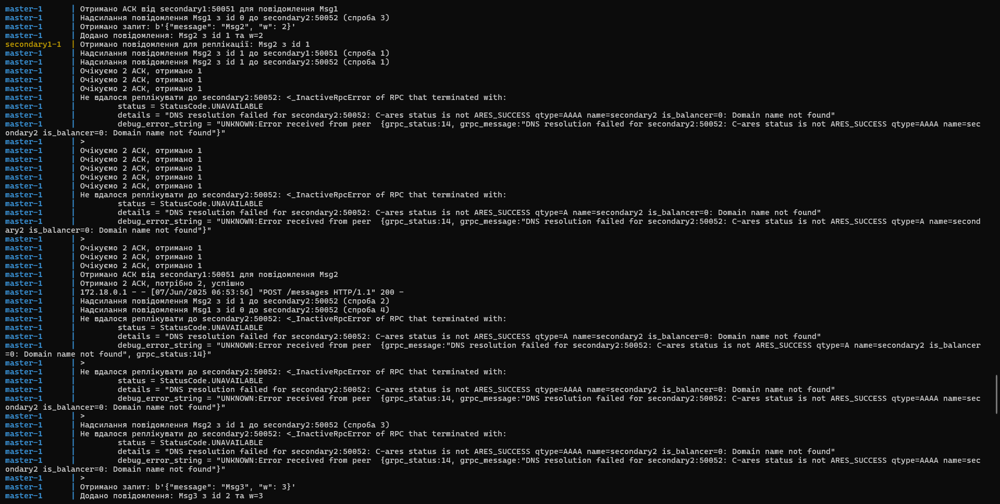 master-1      | Отримано ACK від secondary1:50051 для повідомлення Msg1
master-1      | Надсилання повідомлення Msg1 з id 0 до secondary2:50052 (спроба 3)
master-1      | Отримано запит: b'{"message": "Msg2", "w": 2}'
master-1      | Додано повідомлення: Msg2 з id 1 та w=2
secondary1-1  | Отримано повідомлення для реплікації: Msg2 з id 1
master-1      | Надсилання повідомлення Msg2 з id 1 до secondary1:50051 (спроба 1)
master-1      | Надсилання повідомлення Msg2 з id 1 до secondary2:50052 (спроба 1)
master-1      | Очікуємо 2 ACK, отримано 1
master-1      | Очікуємо 2 ACK, отримано 1
master-1      | Очікуємо 2 ACK, отримано 1
master-1      | Не вдалося реплікувати до secondary2:50052: <_InactiveRpcError of RPC that terminated with:
master-1      |         status = StatusCode.UNAVAILABLE
master-1      |         details = "DNS resolution failed for secondary2:50052: C-ares status is not ARES_SUCCESS qtype=AAAA name=secondary2 is_balancer=0: Domain name not found"
master-1      |         debug_error_string = "UNKNOWN:Error received from peer  {grpc_status:14, grpc_message:"DNS resolution failed for secondary2:50052: C-ares status is not ARES_SUCCESS qtype=AAAA name=sec
ondary2 is_balancer=0: Domain name not found"}"
master-1      | >
master-1      | Очікуємо 2 ACK, отримано 1
master-1      | Очікуємо 2 ACK, отримано 1
master-1      | Очікуємо 2 ACK, отримано 1
master-1      | Очікуємо 2 ACK, отримано 1
master-1      | Очікуємо 2 ACK, отримано 1
master-1      | Не вдалося реплікувати до secondary2:50052: <_InactiveRpcError of RPC that terminated with:
master-1      |         status = StatusCode.UNAVAILABLE
master-1      |         details = "DNS resolution failed for secondary2:50052: C-ares status is not ARES_SUCCESS qtype=A name=secondary2 is_balancer=0: Domain name not found"
master-1      |         debug_error_string = "UNKNOWN:Error received from peer  {grpc_status:14, grpc_message:"DNS resolution failed for secondary2:50052: C-ares status is not ARES_SUCCESS qtype=A name=second
ary2 is_balancer=0: Domain name not found"}"
master-1      | >
master-1      | Очікуємо 2 ACK, отримано 1
master-1      | Очікуємо 2 ACK, отримано 1
master-1      | Очікуємо 2 ACK, отримано 1
master-1      | Отримано ACK від secondary1:50051 для повідомлення Msg2
master-1      | Отримано 2 ACK, потрібно 2, успішно
master-1      | 172.18.0.1 - - [07/Jun/2025 06:53:56] "POST /messages HTTP/1.1" 200 -
master-1      | Надсилання повідомлення Msg2 з id 1 до secondary2:50052 (спроба 2)
master-1      | Надсилання повідомлення Msg1 з id 0 до secondary2:50052 (спроба 4)
master-1      | Не вдалося реплікувати до secondary2:50052: <_InactiveRpcError of RPC that terminated with:
master-1      |         status = StatusCode.UNAVAILABLE
master-1      |         details = "DNS resolution failed for secondary2:50052: C-ares status is not ARES_SUCCESS qtype=A name=secondary2 is_balancer=0: Domain name not found"
master-1      |         debug_error_string = "UNKNOWN:Error received from peer  {grpc_message:"DNS resolution failed for secondary2:50052: C-ares status is not ARES_SUCCESS qtype=A name=secondary2 is_balancer
=0: Domain name not found", grpc_status:14}"
master-1      | >
master-1      | Не вдалося реплікувати до secondary2:50052: <_InactiveRpcError of RPC that terminated with:
master-1      |         status = StatusCode.UNAVAILABLE
master-1      |         details = "DNS resolution failed for secondary2:50052: C-ares status is not ARES_SUCCESS qtype=AAAA name=secondary2 is_balancer=0: Domain name not found"
master-1      |         debug_error_string = "UNKNOWN:Error received from peer  {grpc_status:14, grpc_message:"DNS resolution failed for secondary2:50052: C-ares status is not ARES_SUCCESS qtype=AAAA name=sec
ondary2 is_balancer=0: Domain name not found"}"
master-1      | >
master-1      | Надсилання повідомлення Msg2 з id 1 до secondary2:50052 (спроба 3)
master-1      | Не вдалося реплікувати до secondary2:50052: <_InactiveRpcError of RPC that terminated with:
master-1      |         status = StatusCode.UNAVAILABLE
master-1      |         details = "DNS resolution failed for secondary2:50052: C-ares status is not ARES_SUCCESS qtype=AAAA name=secondary2 is_balancer=0: Domain name not found"
master-1      |         debug_error_string = "UNKNOWN:Error received from peer  {grpc_status:14, grpc_message:"DNS resolution failed for secondary2:50052: C-ares status is not ARES_SUCCESS qtype=AAAA name=sec
ondary2 is_balancer=0: Domain name not found"}"
master-1      | >
master-1      | Отримано запит: b'{"message": "Msg3", "w": 3}'
master-1      | Додано повідомлення: Msg3 з id 2 та w=3